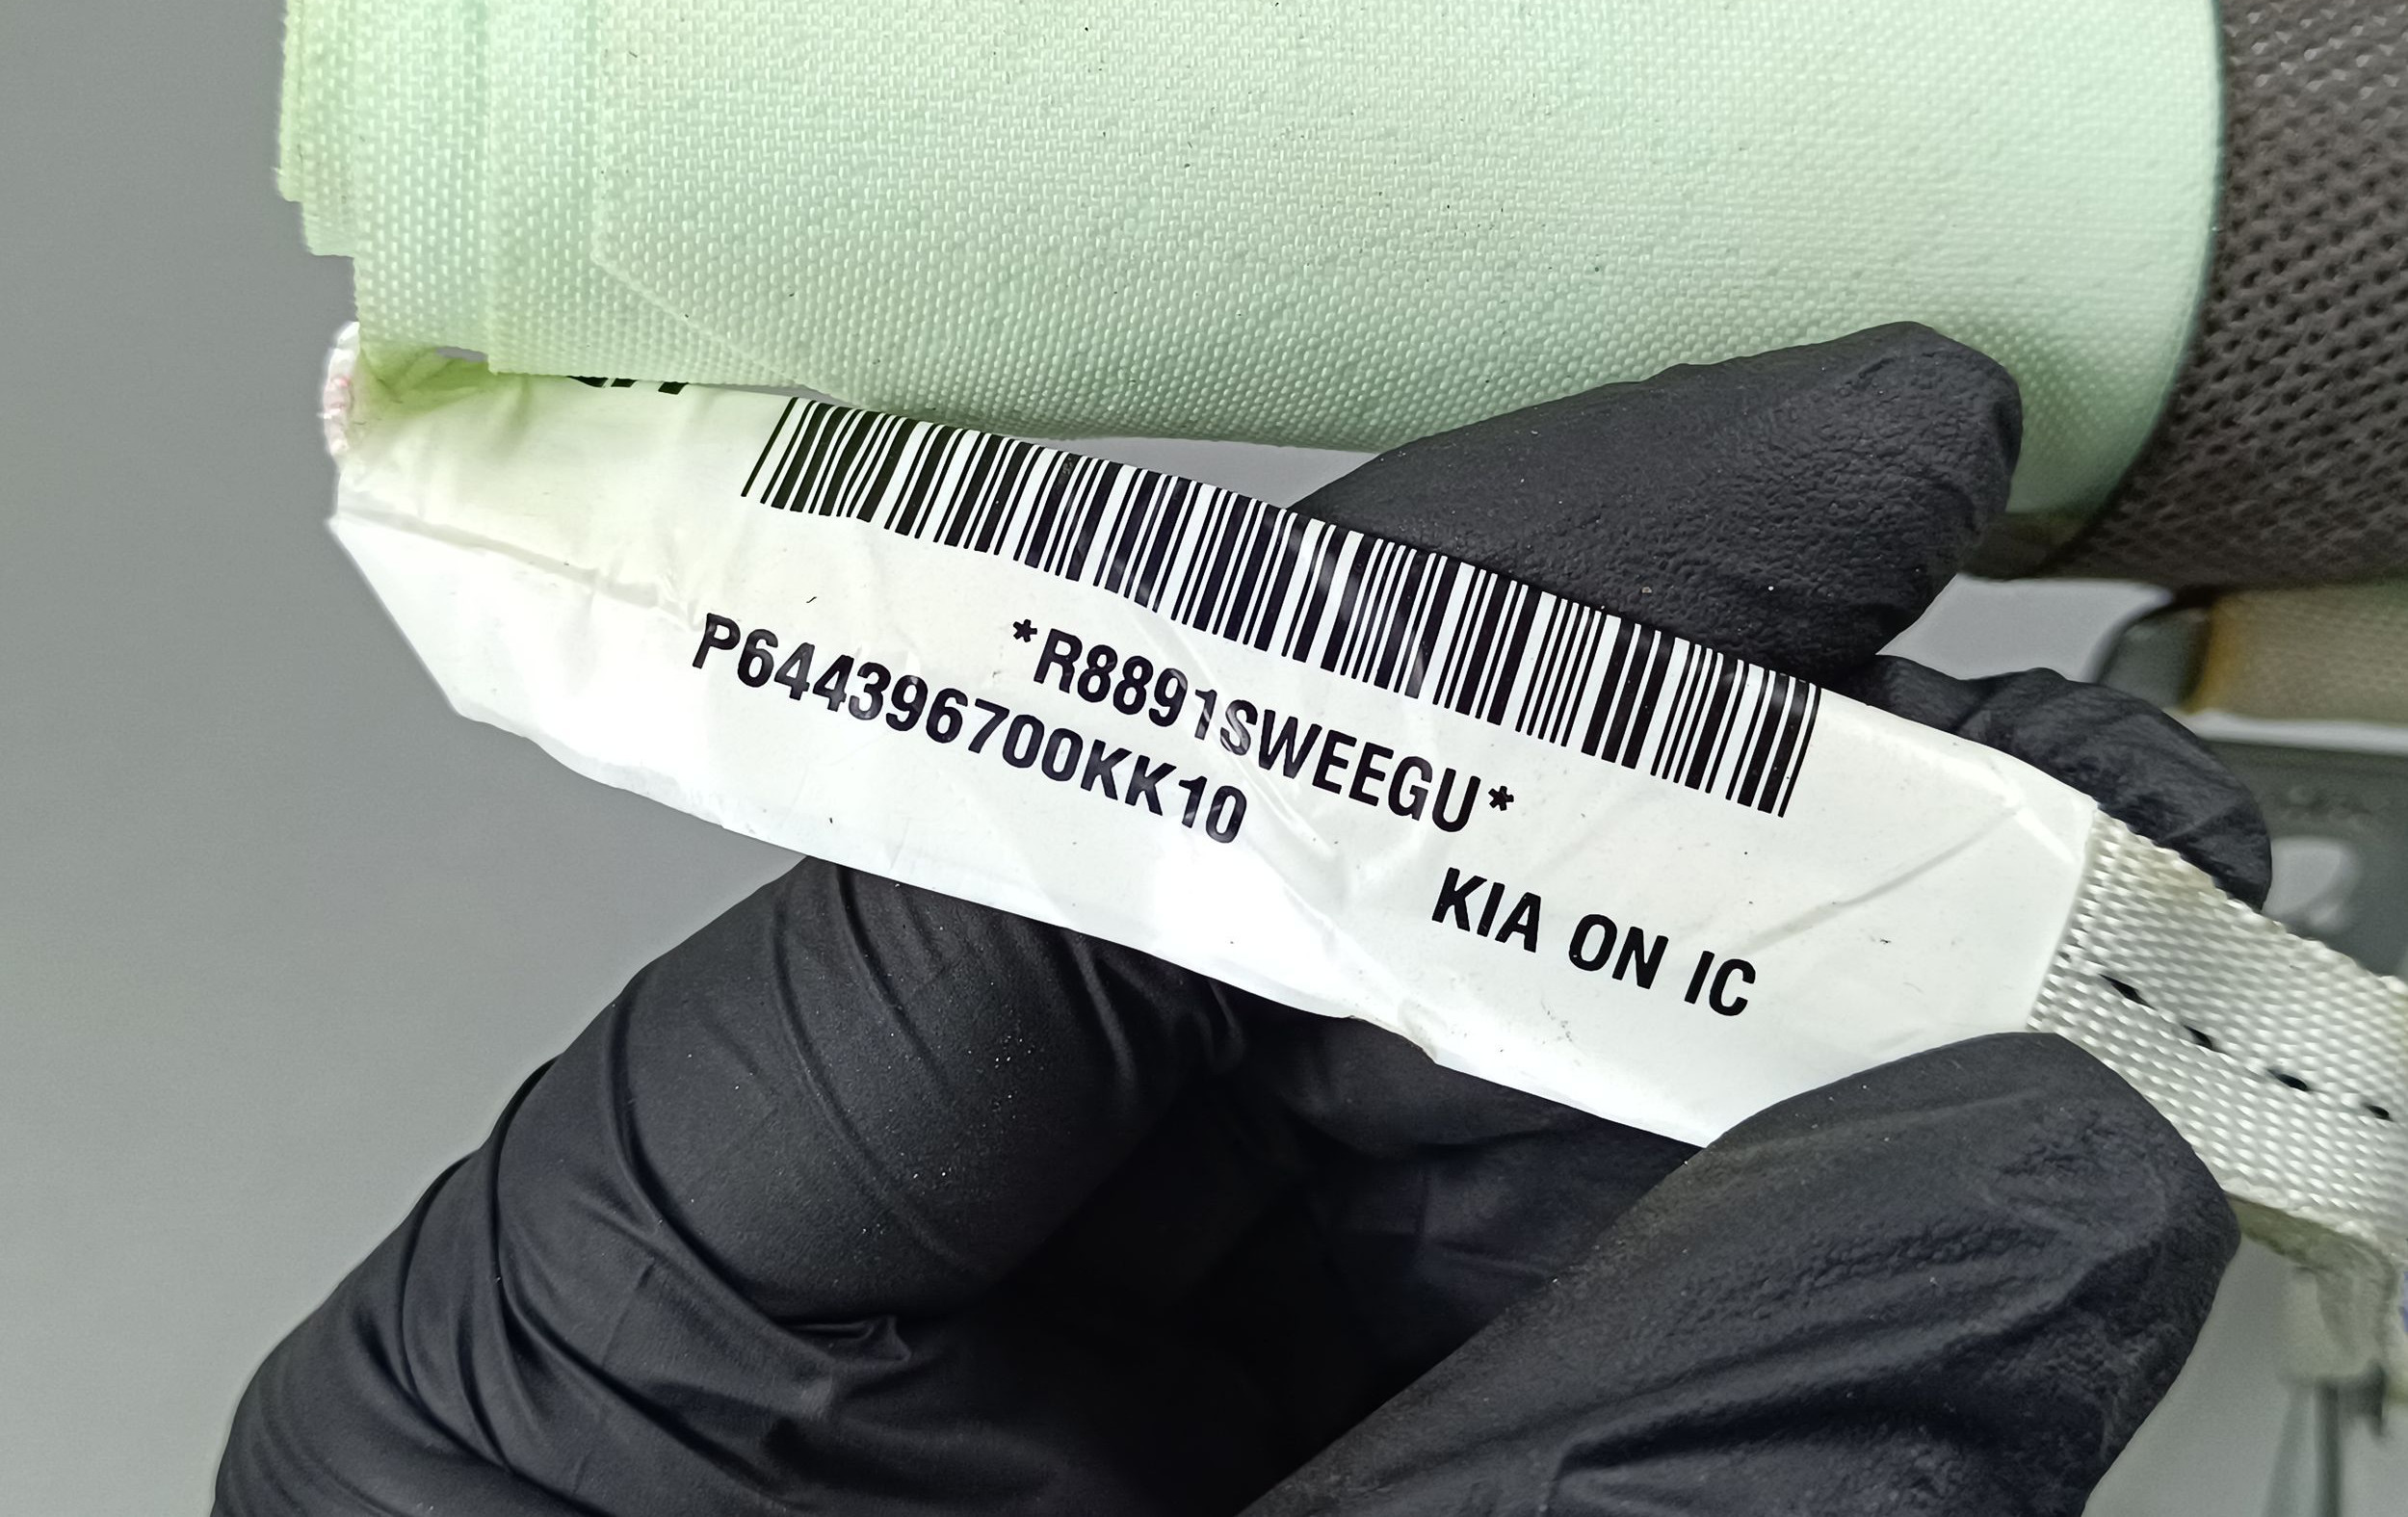 *R8891SWEEGU*
P644396700KK10
KIA ON IC